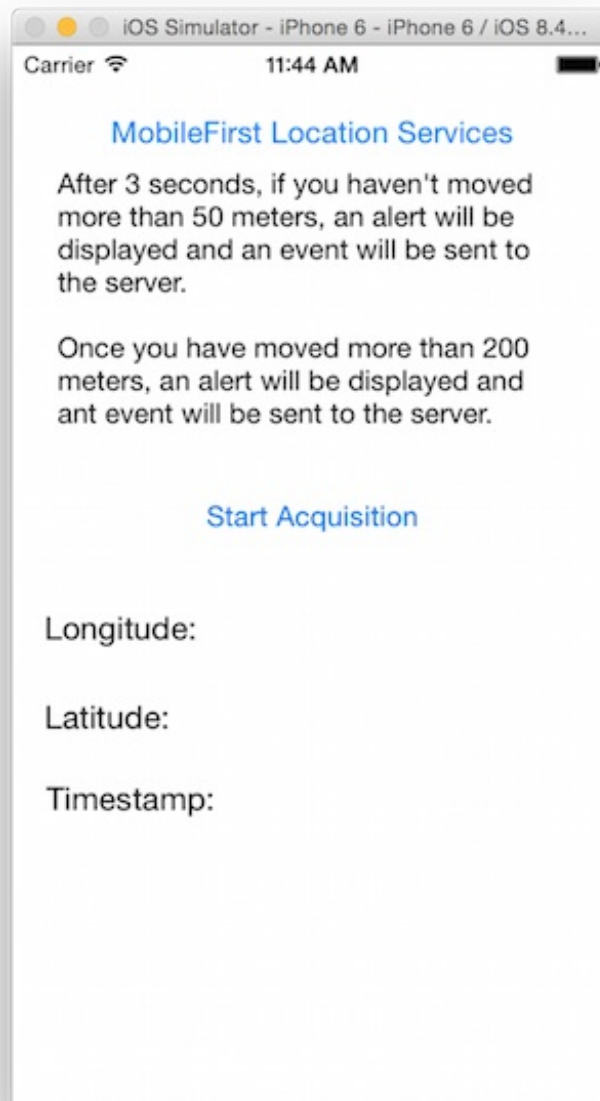 iOS Simulator - iPhone 6 - iPhone 6 / iOS 8.4...
Carrier 11:44 AM
MobileFirst Location Services
After 3 seconds, if you haven't moved
more than 50 meters, an alert will be
displayed and an event will be sent to
the server.
Once you have moved more than 200
meters, an alert will be displayed and
ant event will be sent to the server.
Start Acquisition
Longitude:
Latitude:
Timestamp: